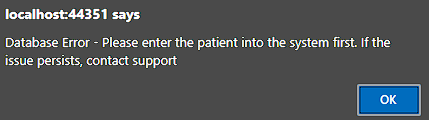 localhost:44351 says
Database Error - Please enter the patient into the system first. If the
issue persists, contact support
OK